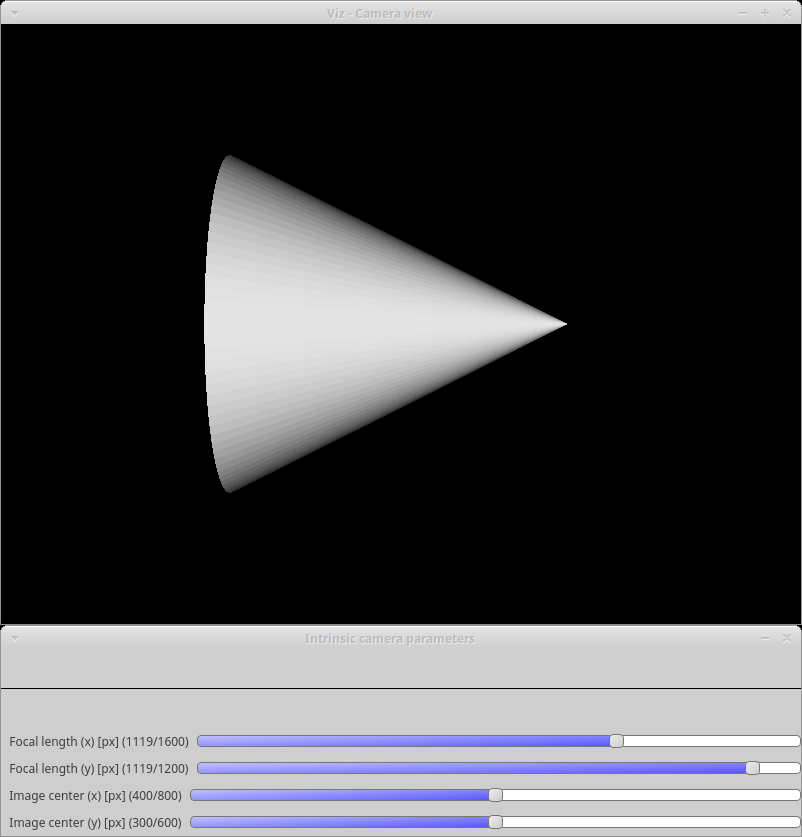 Viz - Camera view
Intrinsic camera parameters
Focal length (x) [px] (1119/1600)
Focal length (y) [px] (1119/1200)
Image center (x) [px] (400/800)
Image center (y) [px] (300/600)